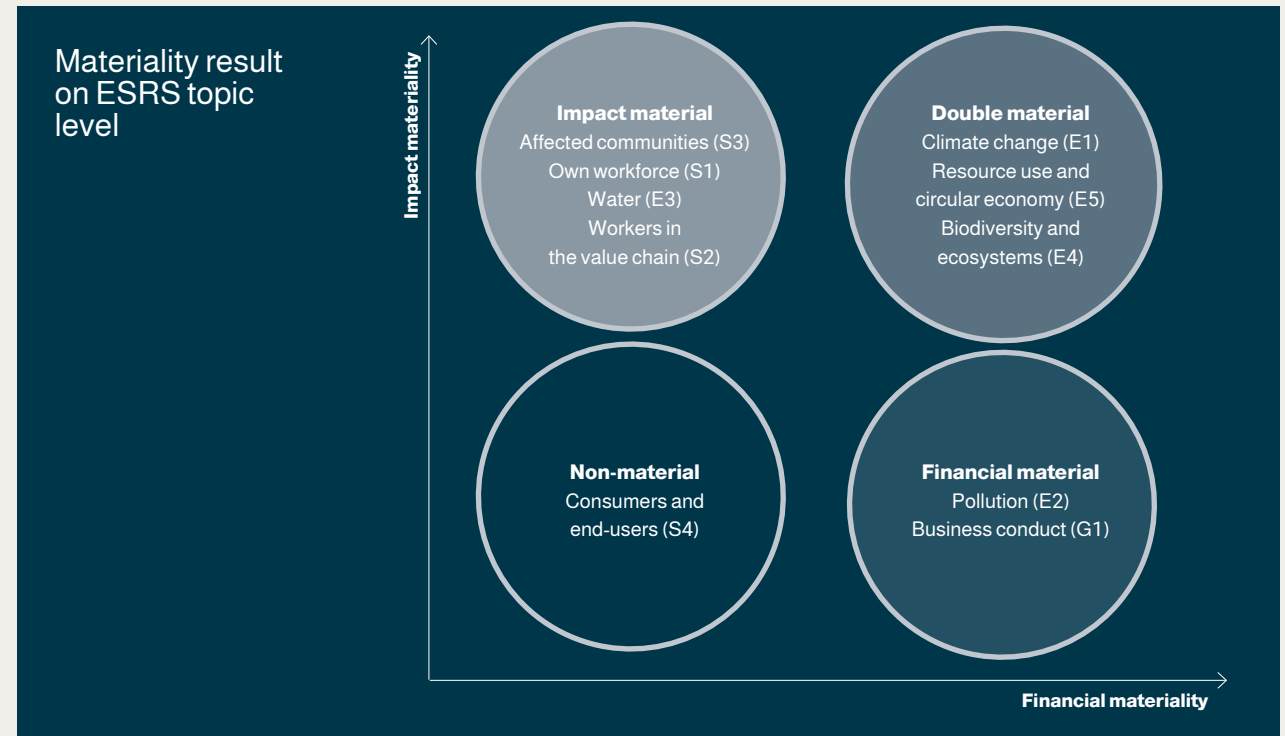 Materiality result
on ESRS topic
level
Impact materiality
Impact material
Affected communities (S3)
Own workforce (S1)
Water (E3)
Workers in
the value chain (S2)
Double material
Climate change (E1)
Resource use and
circular economy (E5)
Biodiversity and
ecosystems (E4)
Non-material
Consumers and
end-users (S4)
Financial material
Pollution (E2)
Business conduct (G1)
Financial materiality